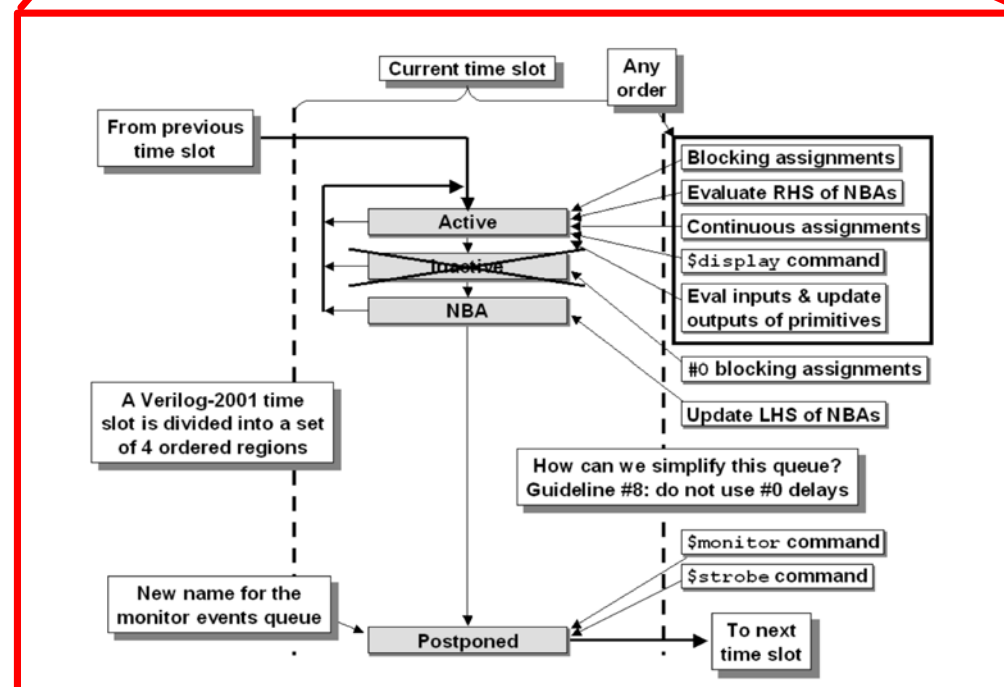 Current time slot
Any
order
From previous
time slot
Blocking assignments
Evaluate RHS of NBAs
Active
Continuous assignments
$display command
Inactive
Eval inputs & update
outputs of primitives
NBA
#0 blocking assignments
A Verilog-2001 time
slot is divided into a set
of 4 ordered regions
Update LHS of NBAs
How can we simplify this queue?
Guideline #8: do not use #0 delays
$monitor command
$strobe command
New name for the
monitor events queue
Postponed
To next
time slot